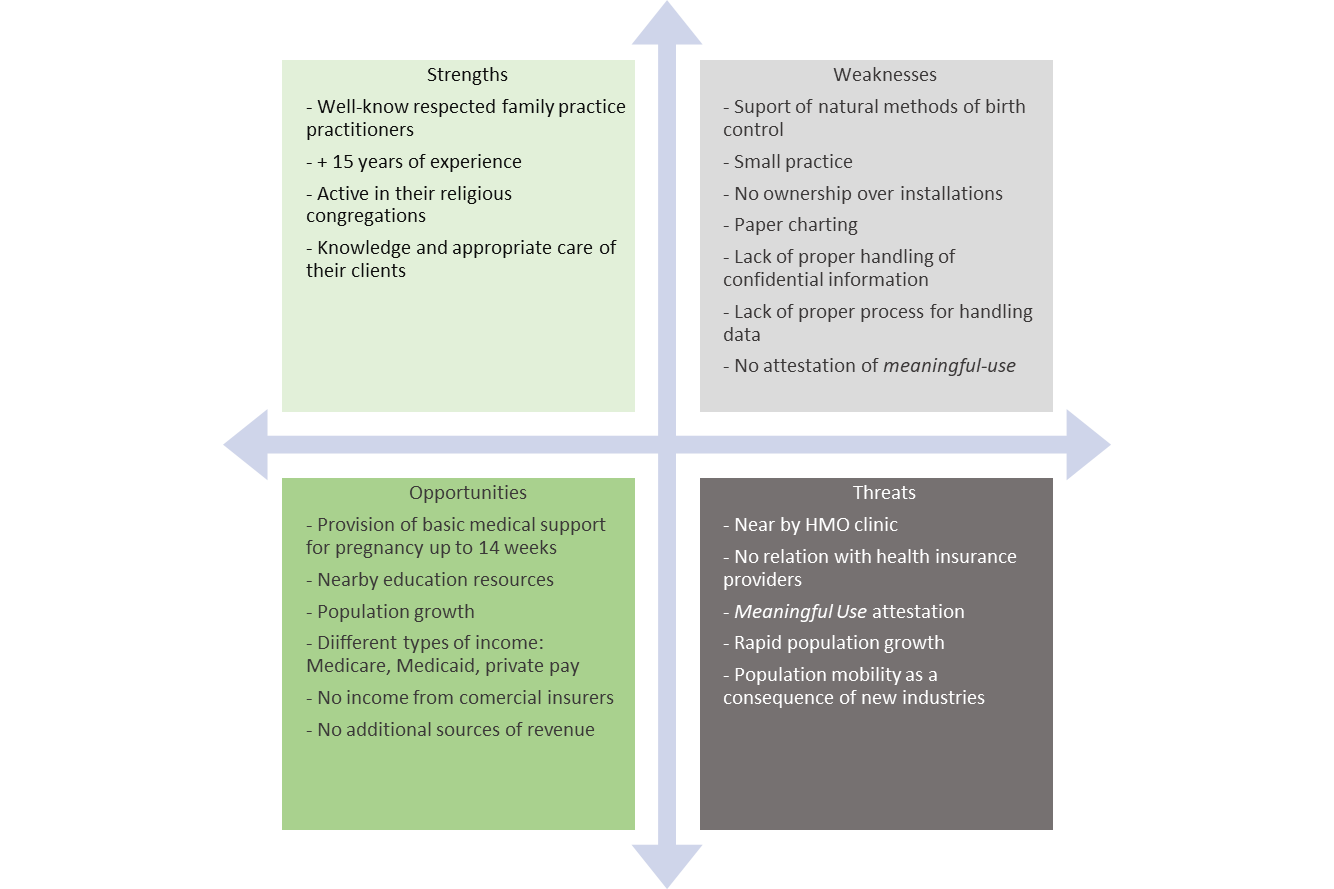 Strengths
- Well-know respected family practice
practitioners
- + 15 years of experience
- Active in their religious
congregations
- Knowledge and appropriate care of
their clients
Weaknesses
- Suport of natural methods of birth
control
- Small practice
- No ownership over installations
- Paper charting
- Lack of proper handling of
confidential information
- Lack of proper process for handling
data
- No attestation of meaningful-use
Opportunities
- Provision of basic medical support
for pregnancy up to 14 weeks
- Nearby education resources
- Population growth
- Diifferent types of income:
Medicare, Medicaid, private pay
- No income from comercial insurers
- No additional sources of revenue
Threats
- Near by HMO clinic
- No relation with health insurance
providers
- Meaningful Use attestation
- Rapid population growth
- Population mobility as a
consequence of new industries